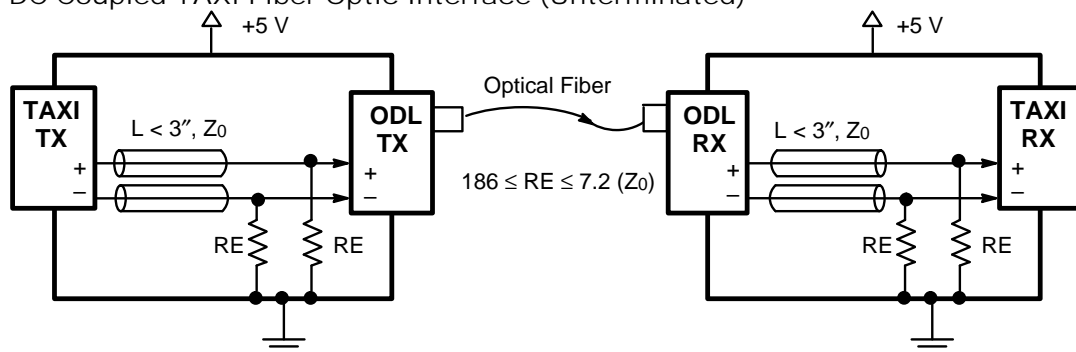 DC Coupled TAXI Fiber Optic Interface (Unterminated)
+5 V
+5 V
TAXI
TX
L < 3″, Z0
+
−
ODL
TX
+
−
Optical Fiber
186 ≤ RE ≤ 7.2 (Z0)
ODL
RX
+
−
L < 3″, Z0
TAXI
RX
+
−
RE
RE
RE
RE